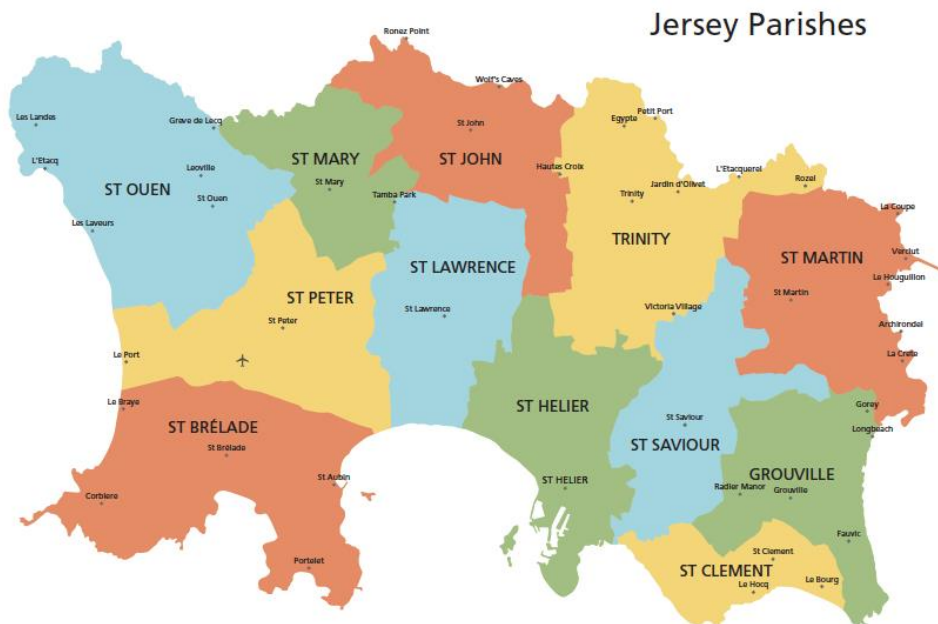 Jersey Parishes
Ronez Point
Wolf's Caves
Les Landes
Greve de Lecq
St John
Egypte
Petit Port
L'Etacq
Leoville
ST MARY
ST JOHN
Hautes Croix
L'Etacquerel
Rozel
ST OUEN
St Ouen
St Mary
Tamba Park
Trinity
Jardin d'Olivet
La Coupe
Les Laveurs
TRINITY
Verclut
ST LAWRENCE
ST MARTIN
Le Houguillon
ST PETER
St Martin
St Peter
St Lawrence
Victoria Village
Archirondel
Le Port
La Crete
Le Braye
ST HELIER
Gorey
ST BRÉLADE
St Saviour
Longbeach
St Brélade
ST SAVIOUR
St Aubin
ST HELIER
GROUVILLE
Corbiere
Radier Manor
Grouville
Fauvic
Portelet
St Clement
ST CLEMENT
Le Hocq
Le Bourg